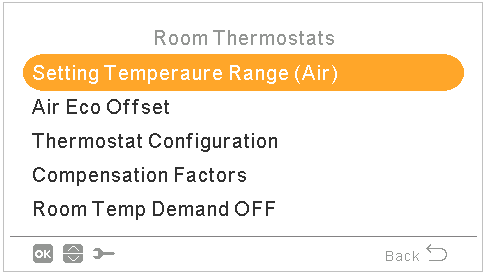 Room Thermostats
Setting Temperaure Range (Air)
Air Eco Offset
Thermostat Configuration
Compensation Factors
Room Temp Demand OFF
OK Back